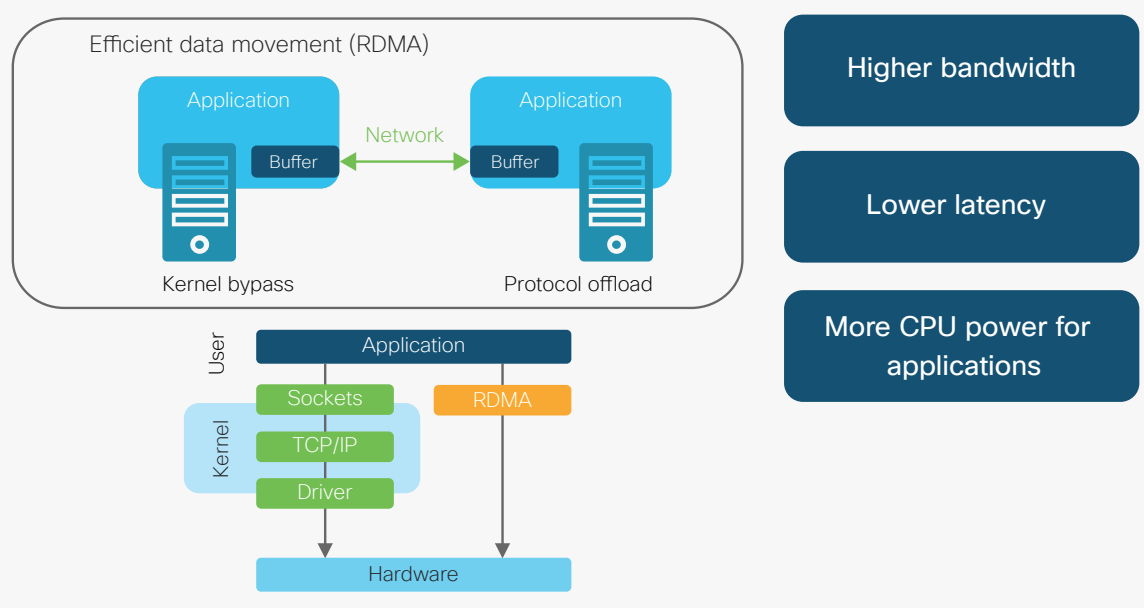 Efficient data movement (RDMA)
Application
Application
Network
Buffer
Buffer
Kernel bypass
Protocol offload
User
Application
Sockets
RDMA
Kernel
TCP/IP
Driver
Hardware
Higher bandwidth
Lower latency
More CPU power for
applications